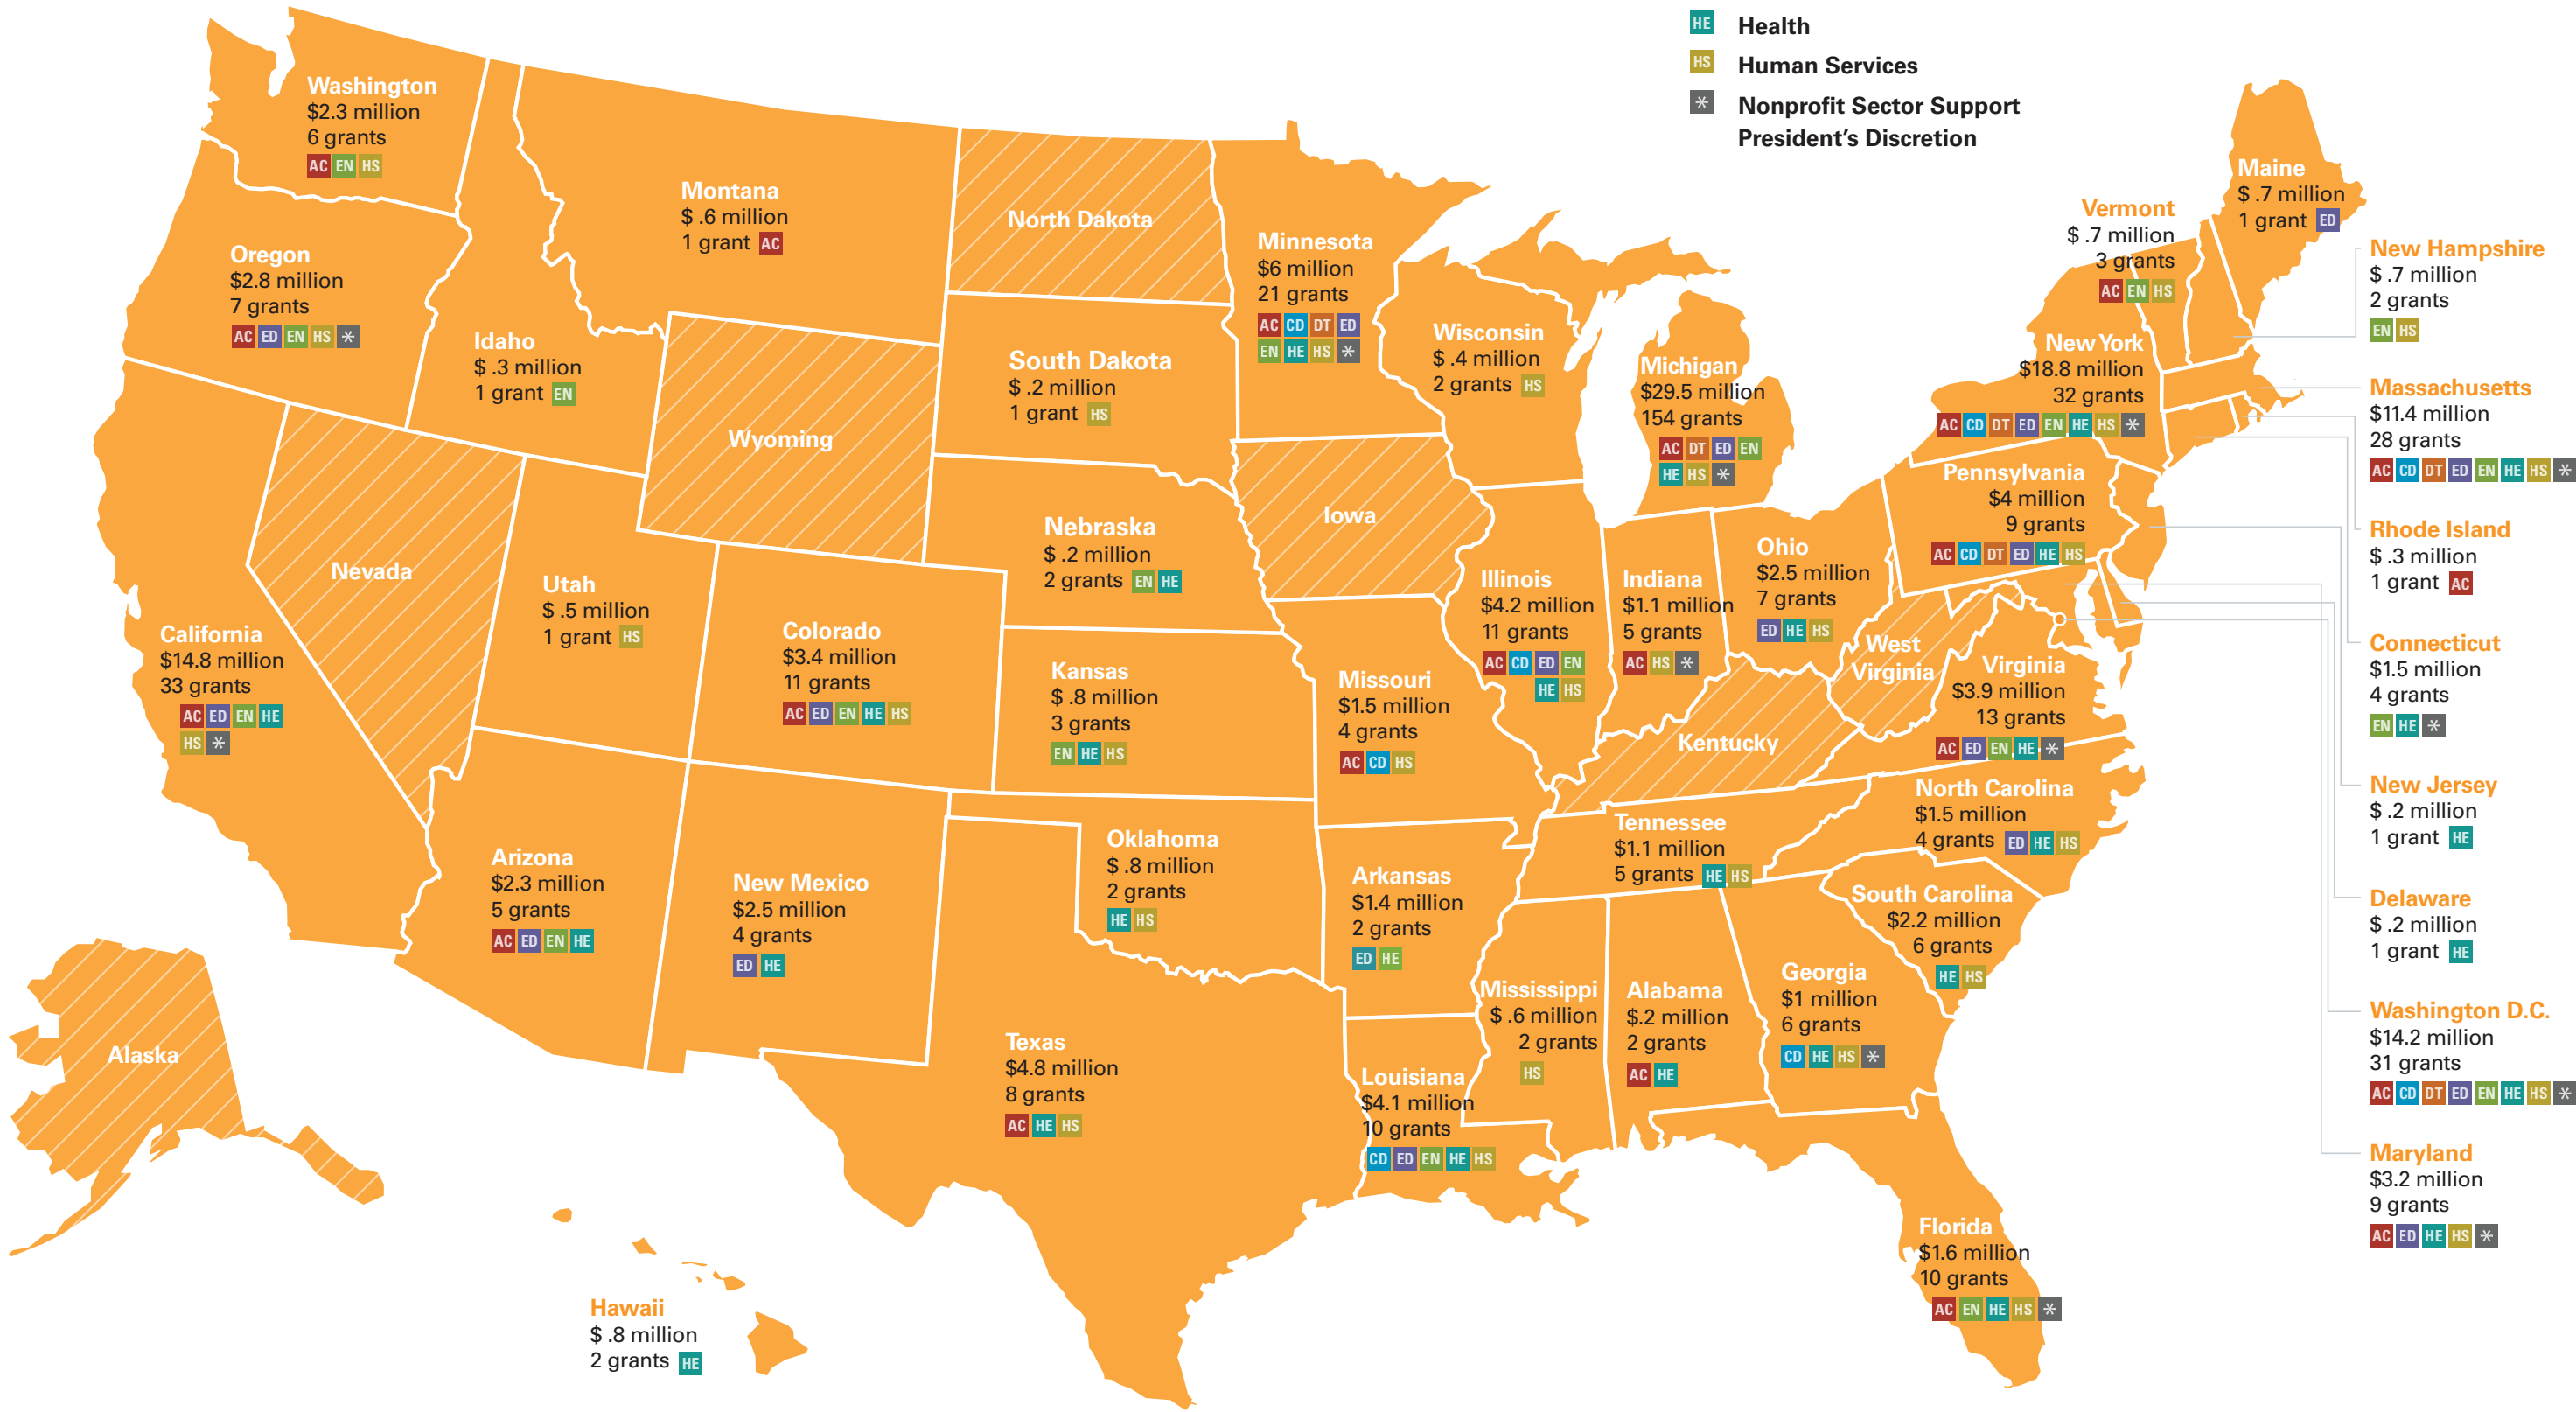 HE Health
HS Human Services
* Nonprofit Sector Support
President’s Discretion
Washington
$2.3 million
6 grants
AC EN HS
Oregon
$2.8 million
7 grants
AC ED EN HS *
Idaho
$ .3 million
1 grant EN
Montana
$ .6 million
1 grant AC
North Dakota
South Dakota
$ .2 million
1 grant HS
Wyoming
Nebraska
$ .2 million
2 grants EN HE
Nevada
Utah
$ .5 million
1 grant HS
California
$14.8 million
33 grants
AC ED EN HE
HS *
Colorado
$3.4 million
11 grants
AC ED EN HE HS
Kansas
$ .8 million
3 grants
EN HE HS
Arizona
$2.3 million
5 grants
AC ED EN HE
New Mexico
$2.5 million
4 grants
ED HE
Oklahoma
$ .8 million
2 grants
HE HS
Texas
$4.8 million
8 grants
AC HE HS
Alaska
Hawaii
$ .8 million
2 grants HE
Minnesota
$6 million
21 grants
AC CD DT ED
EN HE HS *
Iowa
Missouri
$1.5 million
4 grants
AC CD HS
Arkansas
$1.4 million
2 grants
ED HE
Louisiana
$4.1 million
10 grants
CD ED EN HE HS
Wisconsin
$ .4 million
2 grants HS
Illinois
$4.2 million
11 grants
AC CD ED EN
HE HS
Michigan
$29.5 million
154 grants
AC DT ED EN
HE HS *
Indiana
$1.1 million
5 grants
AC HS *
Ohio
$2.5 million
7 grants
ED HE HS
Kentucky
Tennessee
$1.1 million
5 grants HE HS
Mississippi
$ .6 million
2 grants
HS
Alabama
$.2 million
2 grants
AC HE
Georgia
$1 million
6 grants
CD HE HS *
Florida
$1.6 million
10 grants
AC EN HE HS *
South Carolina
$2.2 million
6 grants
HE HS
North Carolina
$1.5 million
4 grants ED HE HS
West
Virginia
Virginia
$3.9 million
13 grants
AC ED EN HE *
Pennsylvania
$4 million
9 grants
AC CD DT ED HE HS
New York
$18.8 million
32 grants
AC CD DT ED EN HE HS *
Vermont
$ .7 million
3 grants
AC EN HS
Maine
$ .7 million
1 grant ED
New Hampshire
$ .7 million
2 grants
EN HS
Massachusetts
$11.4 million
28 grants
AC CD DT ED EN HE HS *
Rhode Island
$ .3 million
1 grant AC
Connecticut
$1.5 million
4 grants
EN HE *
New Jersey
$ .2 million
1 grant HE
Delaware
$ .2 million
1 grant HE
Washington D.C.
$14.2 million
31 grants
AC CD DT ED EN HE HS *
Maryland
$3.2 million
9 grants
AC ED HE HS *